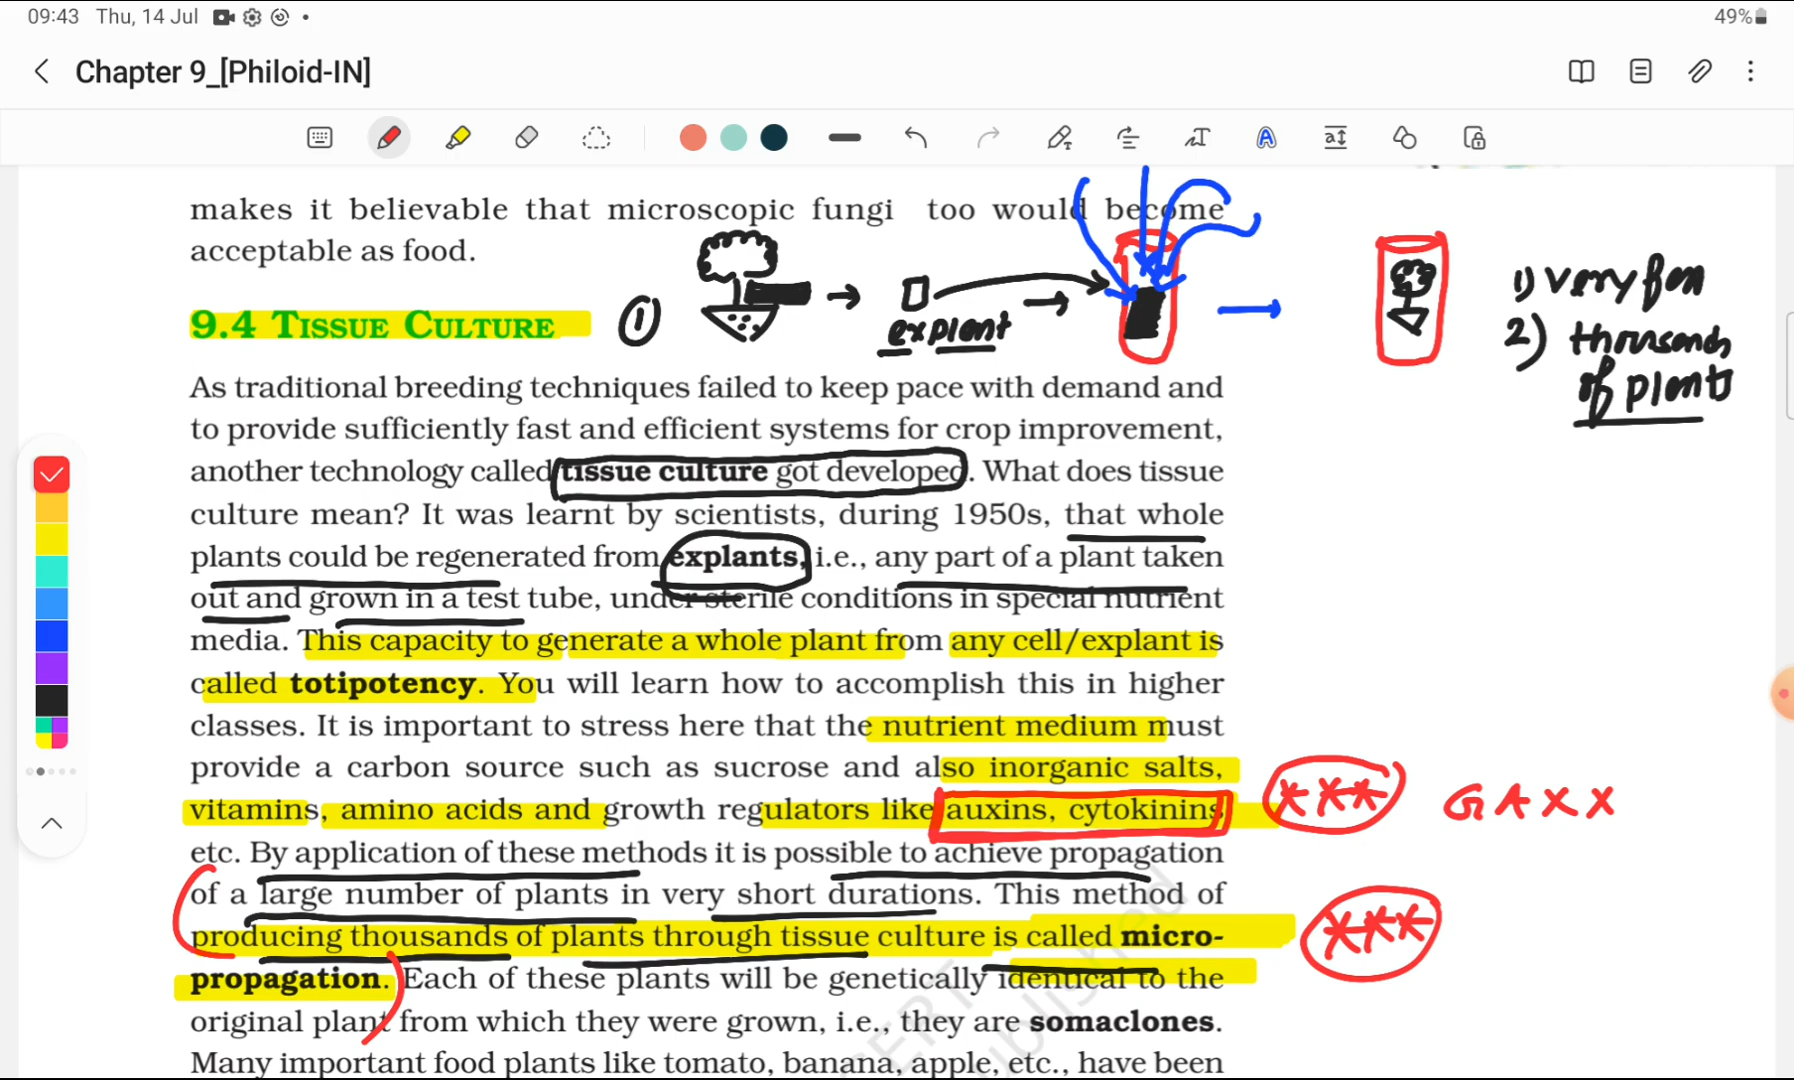 09:43 Thu, 14 Jul
49%
Chapter 9_[Philoid-IN]
makes it believable that microscopic fungi too would become
acceptable as food.
9.4 TISSUE CULTURE
1
explant
1) very few
2) thousands
of plants
As traditional breeding techniques failed to keep pace with demand and
to provide sufficiently fast and efficient systems for crop improvement,
another technology called tissue culture got developed. What does tissue
culture mean? It was learnt by scientists, during 1950s, that whole
plants could be regenerated from explants, i.e., any part of a plant taken
out and grown in a test tube, under sterile conditions in special nutrient
media. This capacity to generate a whole plant from any cell/explant is
called totipotency. You will learn how to accomplish this in higher
classes. It is important to stress here that the nutrient medium must
provide a carbon source such as sucrose and also inorganic salts,
vitamins, amino acids and growth regulators like auxins, cytokinins
GAXX
etc. By application of these methods it is possible to achieve propagation
of a large number of plants in very short durations. This method of
producing thousands of plants through tissue culture is called micro-
propagation. Each of these plants will be genetically identical to the
original plant from which they were grown, i.e., they are somaclones.
Many important food plants like tomato, banana, apple, etc., have been